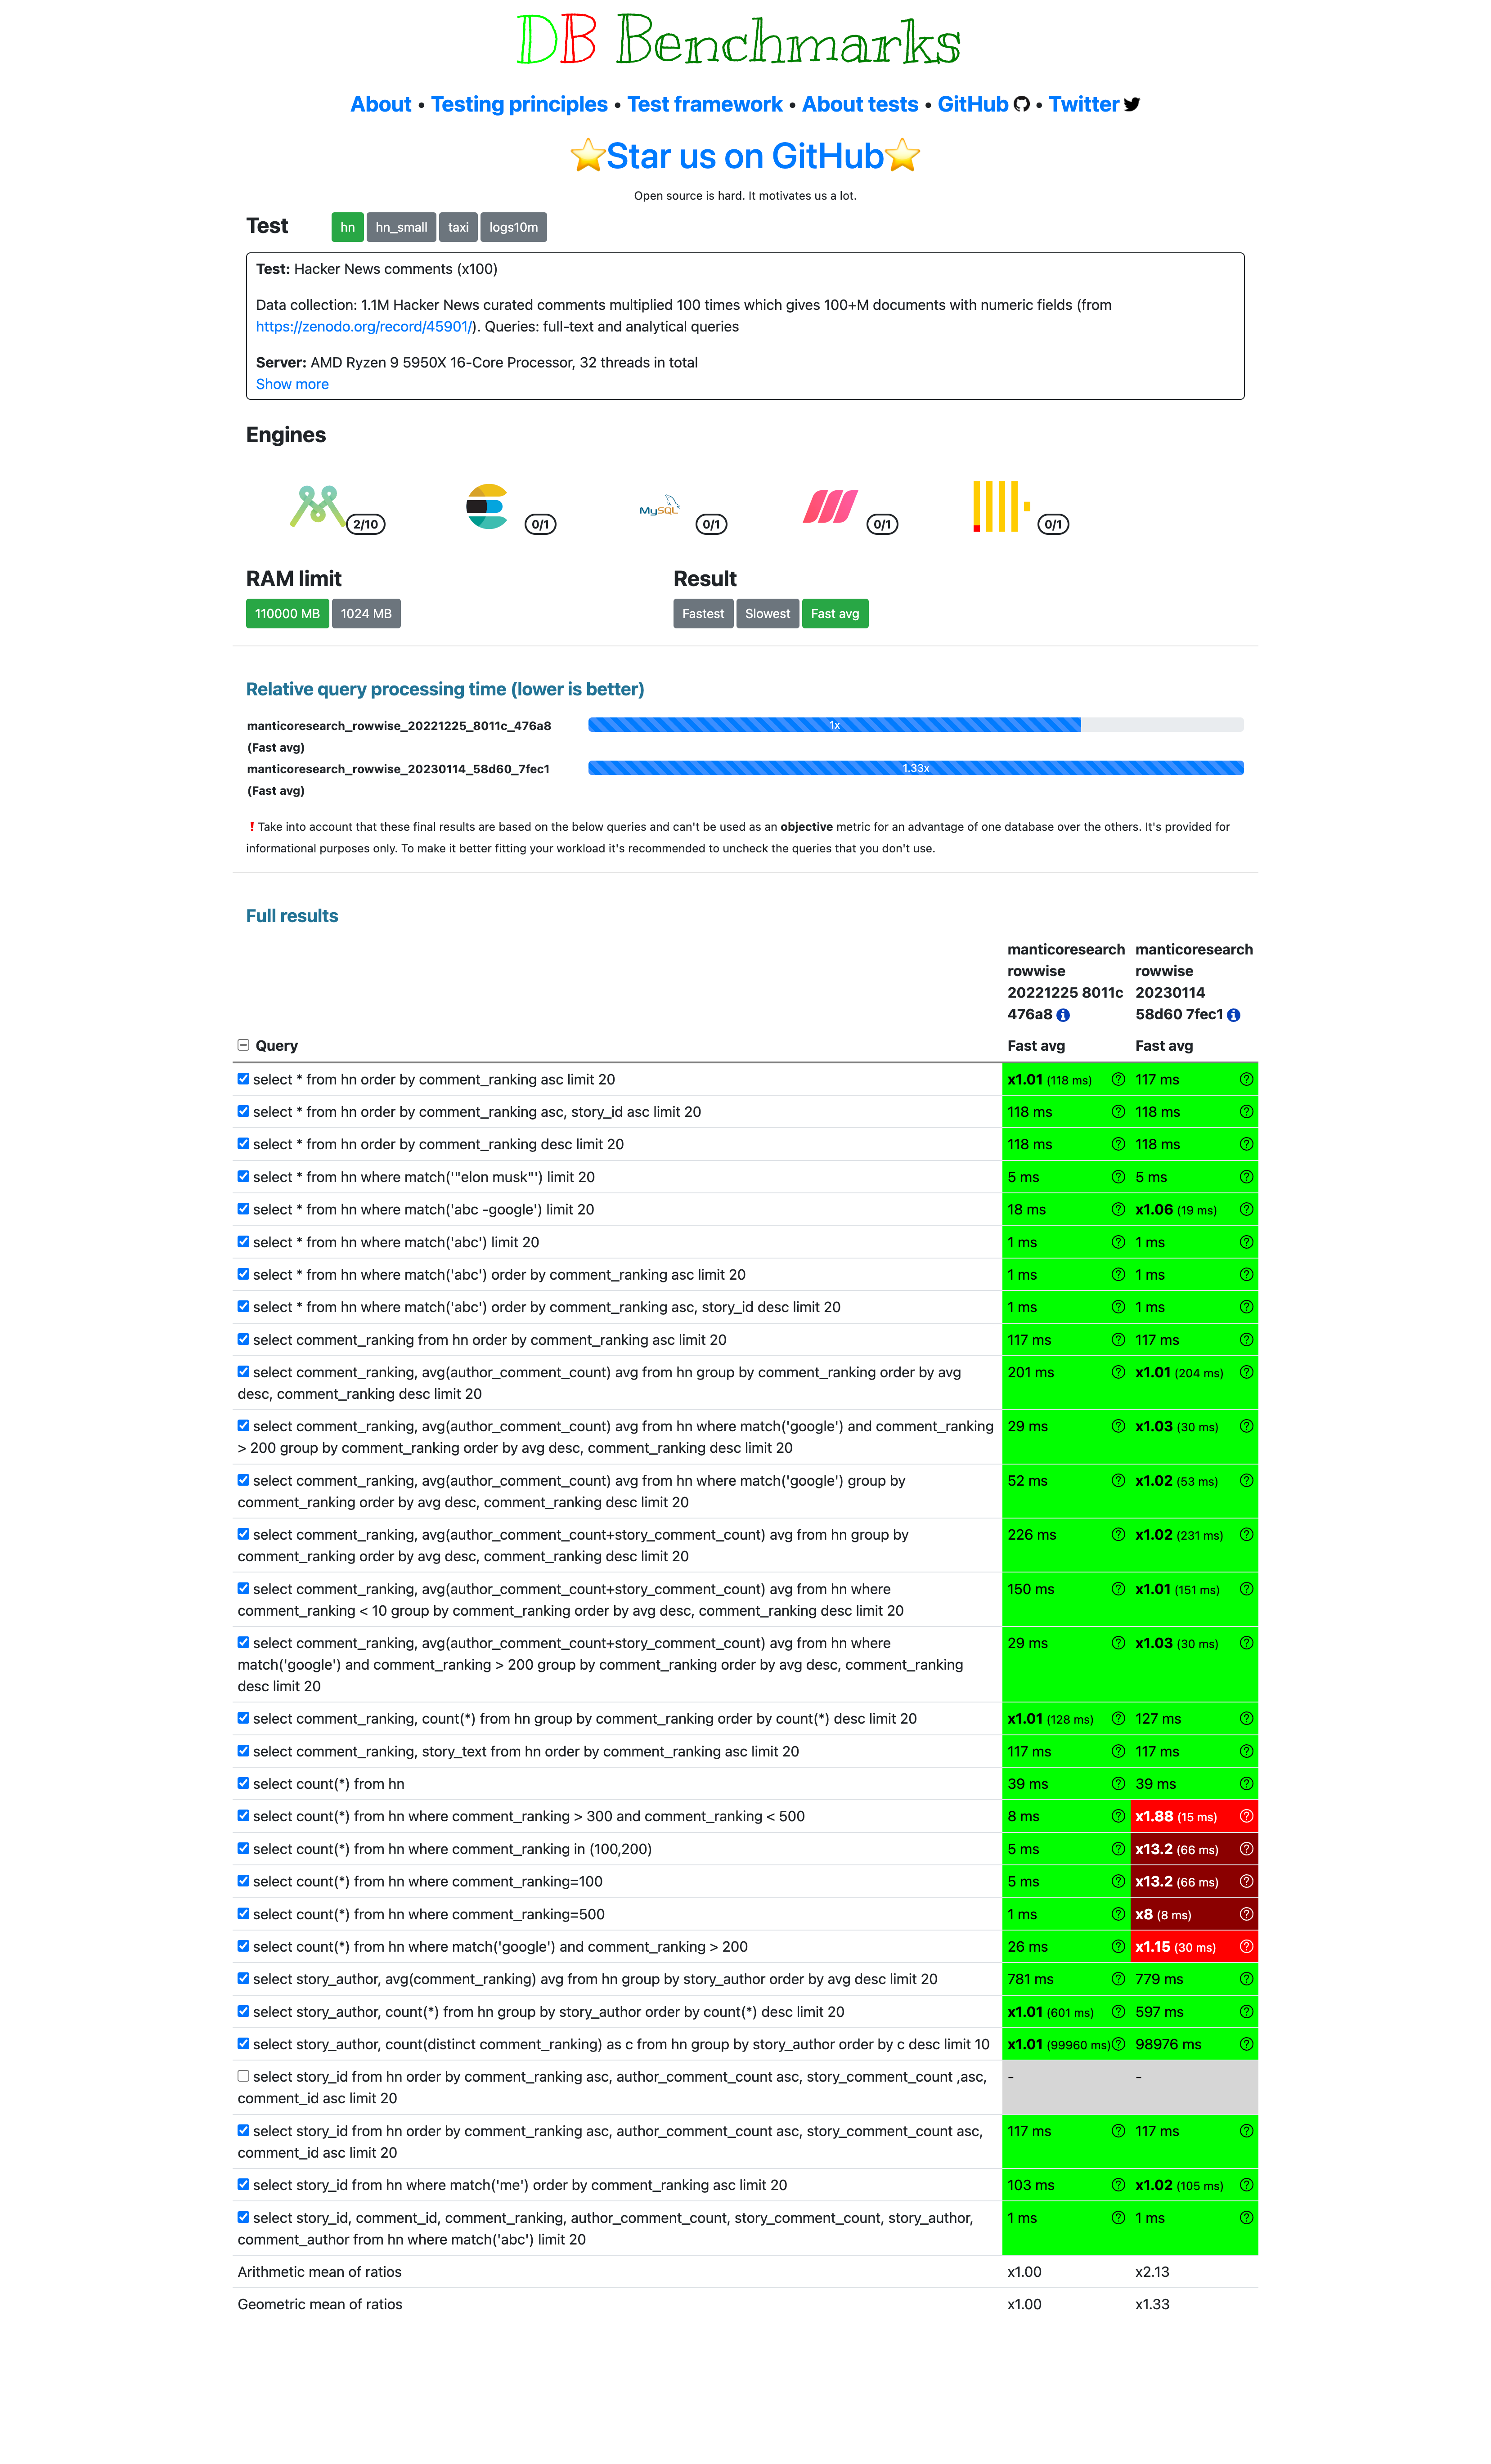 DB Benchmarks
About • Testing principles • Test framework • About tests • GitHub • Twitter
⭐Star us on GitHub⭐
Open source is hard. It motivates us a lot.
Test hn hn_small taxi logs10m
Test: Hacker News comments (x100)
Data collection: 1.1M Hacker News curated comments multiplied 100 times which gives 100+M documents with numeric fields (from
https://zenodo.org/record/45901/). Queries: full-text and analytical queries
Server: AMD Ryzen 9 5950X 16-Core Processor, 32 threads in total
Show more
Engines
2/10 0/1 MySQL 0/1 0/1 0/1
RAM limit Result
110000 MB 1024 MB Fastest Slowest Fast avg
Relative query processing time (lower is better)
manticoresearch_rowwise_20221225_8011c_476a8 1x
(Fast avg)
manticoresearch_rowwise_20230114_58d60_7fec1 1.33x
(Fast avg)
❗Take into account that these final results are based on the below queries and can't be used as an objective metric for an advantage of one database over the others. It's provided for
informational purposes only. To make it better fitting your workload it's recommended to uncheck the queries that you don't use.
Full results
manticoresearch manticoresearch
rowwise rowwise
20221225 8011c 20230114
476a8 58d60 7fec1
Query Fast avg Fast avg
select * from hn order by comment_ranking asc limit 20 x1.01 (118 ms) 117 ms
select * from hn order by comment_ranking asc, story_id asc limit 20 118 ms 118 ms
select * from hn order by comment_ranking desc limit 20 118 ms 118 ms
select * from hn where match('"elon musk"') limit 20 5 ms 5 ms
select * from hn where match('abc -google') limit 20 18 ms x1.06 (19 ms)
select * from hn where match('abc') limit 20 1 ms 1 ms
select * from hn where match('abc') order by comment_ranking asc limit 20 1 ms 1 ms
select * from hn where match('abc') order by comment_ranking asc, story_id desc limit 20 1 ms 1 ms
select comment_ranking from hn order by comment_ranking asc limit 20 117 ms 117 ms
select comment_ranking, avg(author_comment_count) avg from hn group by comment_ranking order by avg 201 ms x1.01 (204 ms)
desc, comment_ranking desc limit 20
select comment_ranking, avg(author_comment_count) avg from hn where match('google') and comment_ranking 29 ms x1.03 (30 ms)
> 200 group by comment_ranking order by avg desc, comment_ranking desc limit 20
select comment_ranking, avg(author_comment_count) avg from hn where match('google') group by 52 ms x1.02 (53 ms)
comment_ranking order by avg desc, comment_ranking desc limit 20
select comment_ranking, avg(author_comment_count+story_comment_count) avg from hn group by 226 ms x1.02 (231 ms)
comment_ranking order by avg desc, comment_ranking desc limit 20
select comment_ranking, avg(author_comment_count+story_comment_count) avg from hn where 150 ms x1.01 (151 ms)
comment_ranking < 10 group by comment_ranking order by avg desc, comment_ranking desc limit 20
select comment_ranking, avg(author_comment_count+story_comment_count) avg from hn where 29 ms x1.03 (30 ms)
match('google') and comment_ranking > 200 group by comment_ranking order by avg desc, comment_ranking
desc limit 20
select comment_ranking, count(*) from hn group by comment_ranking order by count(*) desc limit 20 x1.01 (128 ms) 127 ms
select comment_ranking, story_text from hn order by comment_ranking asc limit 20 117 ms 117 ms
select count(*) from hn 39 ms 39 ms
select count(*) from hn where comment_ranking > 300 and comment_ranking < 500 8 ms x1.88 (15 ms)
select count(*) from hn where comment_ranking in (100,200) 5 ms x13.2 (66 ms)
select count(*) from hn where comment_ranking=100 5 ms x13.2 (66 ms)
select count(*) from hn where comment_ranking=500 1 ms x8 (8 ms)
select count(*) from hn where match('google') and comment_ranking > 200 26 ms x1.15 (30 ms)
select story_author, avg(comment_ranking) avg from hn group by story_author order by avg desc limit 20 781 ms 779 ms
select story_author, count(*) from hn group by story_author order by count(*) desc limit 20 x1.01 (601 ms) 597 ms
select story_author, count(distinct comment_ranking) as c from hn group by story_author order by c desc limit 10 x1.01 (99960 ms) 98976 ms
select story_id from hn order by comment_ranking asc, author_comment_count asc, story_comment_count ,asc, - -
comment_id asc limit 20
select story_id from hn order by comment_ranking asc, author_comment_count asc, story_comment_count asc, 117 ms 117 ms
comment_id asc limit 20
select story_id from hn where match('me') order by comment_ranking asc limit 20 103 ms x1.02 (105 ms)
select story_id, comment_id, comment_ranking, author_comment_count, story_comment_count, story_author, 1 ms 1 ms
comment_author from hn where match('abc') limit 20
Arithmetic mean of ratios x1.00 x2.13
Geometric mean of ratios x1.00 x1.33